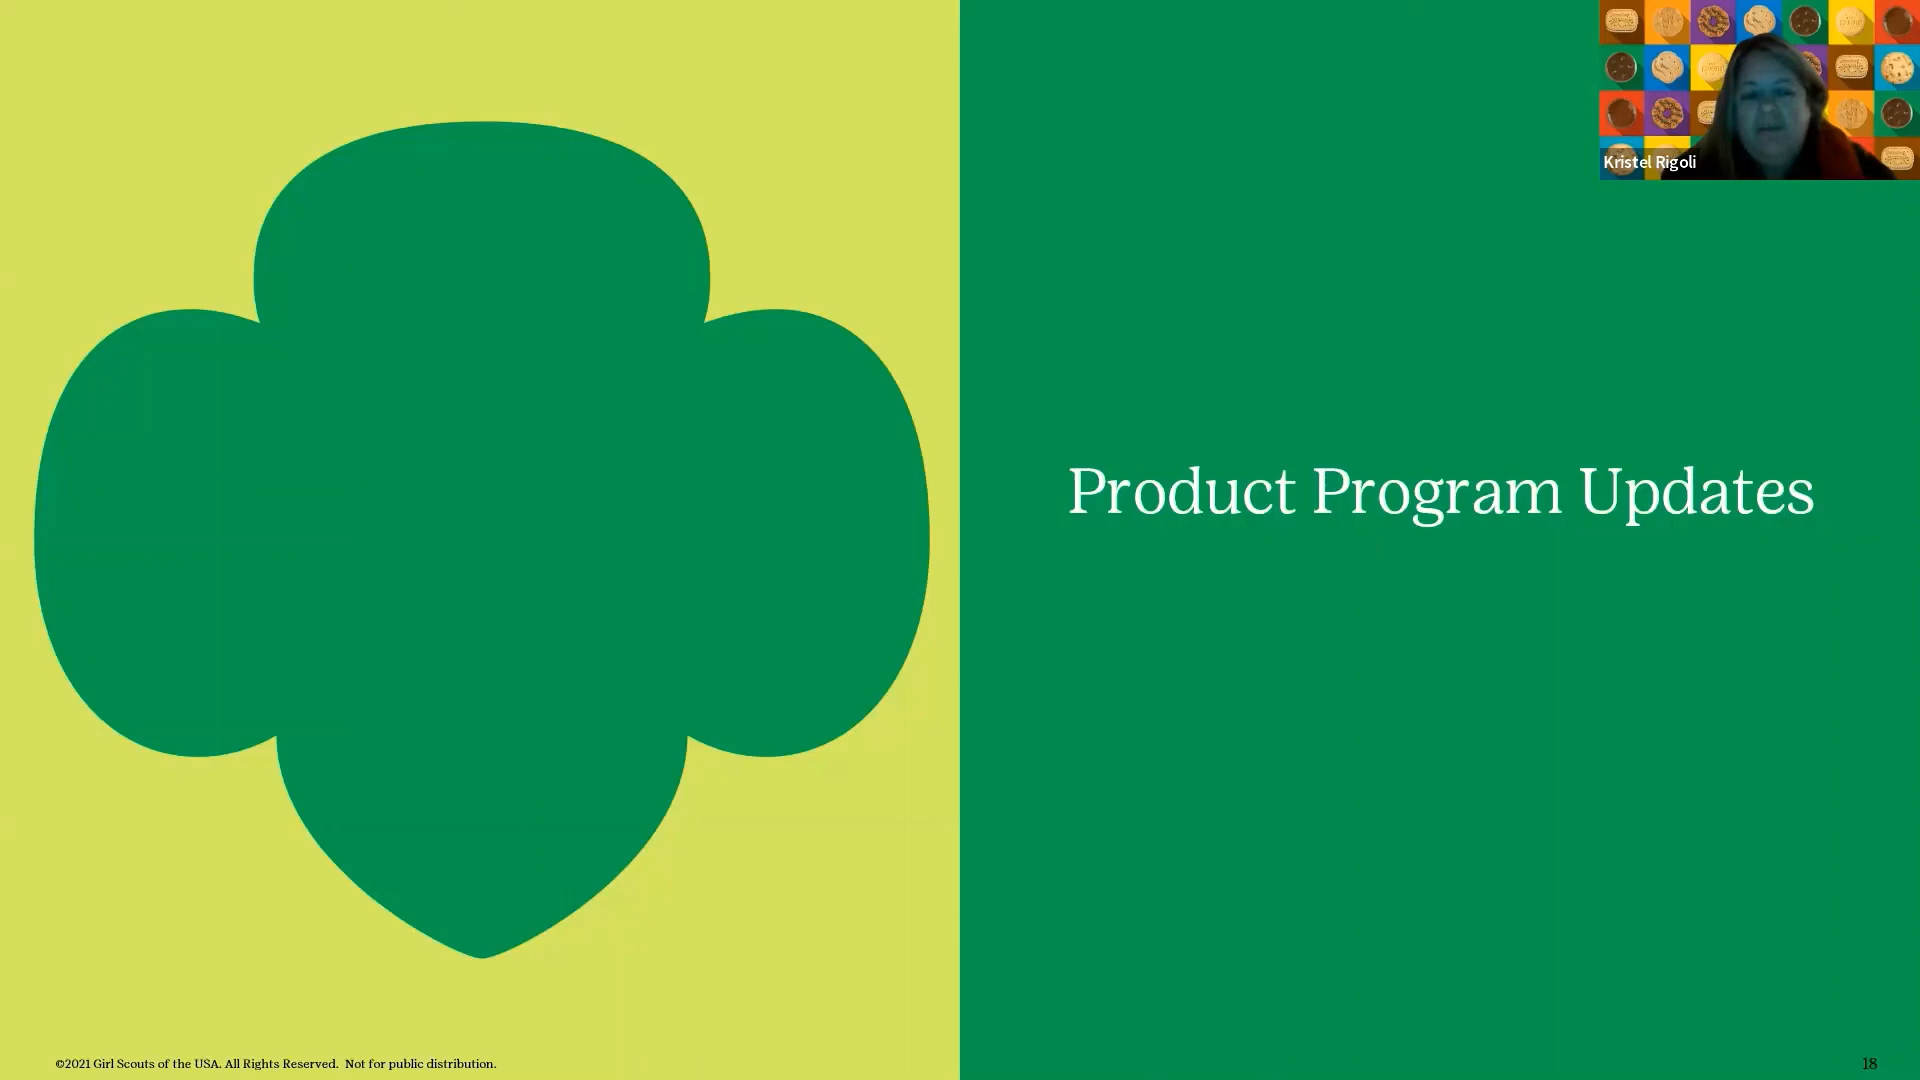 Kristel Rigoli
Product Program Updates
©2021 Girl Scouts of the USA. All Rights Reserved. Not for public distribution.
18